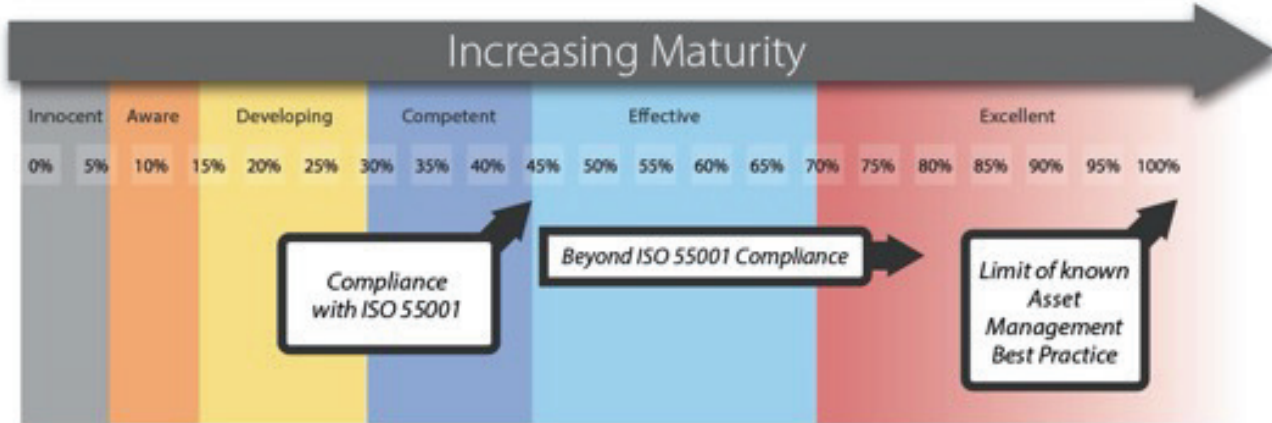 Increasing Maturity
Innocent Aware Developing Competent Effective Excellent
0% 5% 10% 15% 20% 25% 30% 35% 40% 45% 50% 55% 60% 65% 70% 75% 80% 85% 90% 95% 100%
Compliance
with ISO 55001
Beyond ISO 55001 Compliance
Limit of known
Asset
Management
Best Practice